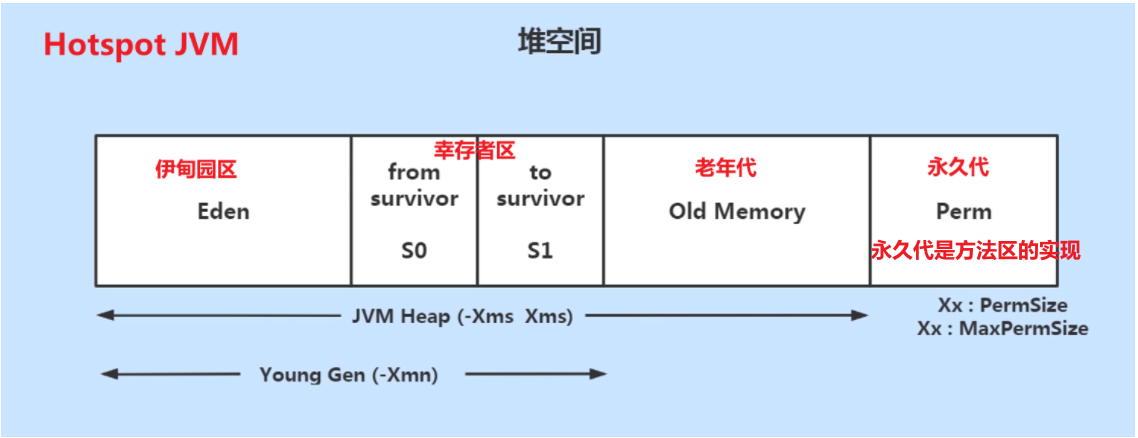 Hotspot JVM
堆空间
伊甸园区
Eden
幸存者区
from
survivor
S0
to
survivor
S1
老年代
Old Memory
永久代
Perm
永久代是方法区的实现
JVM Heap (-Xms Xms)
Xx : PermSize
Xx : MaxPermSize
Young Gen (-Xmn)